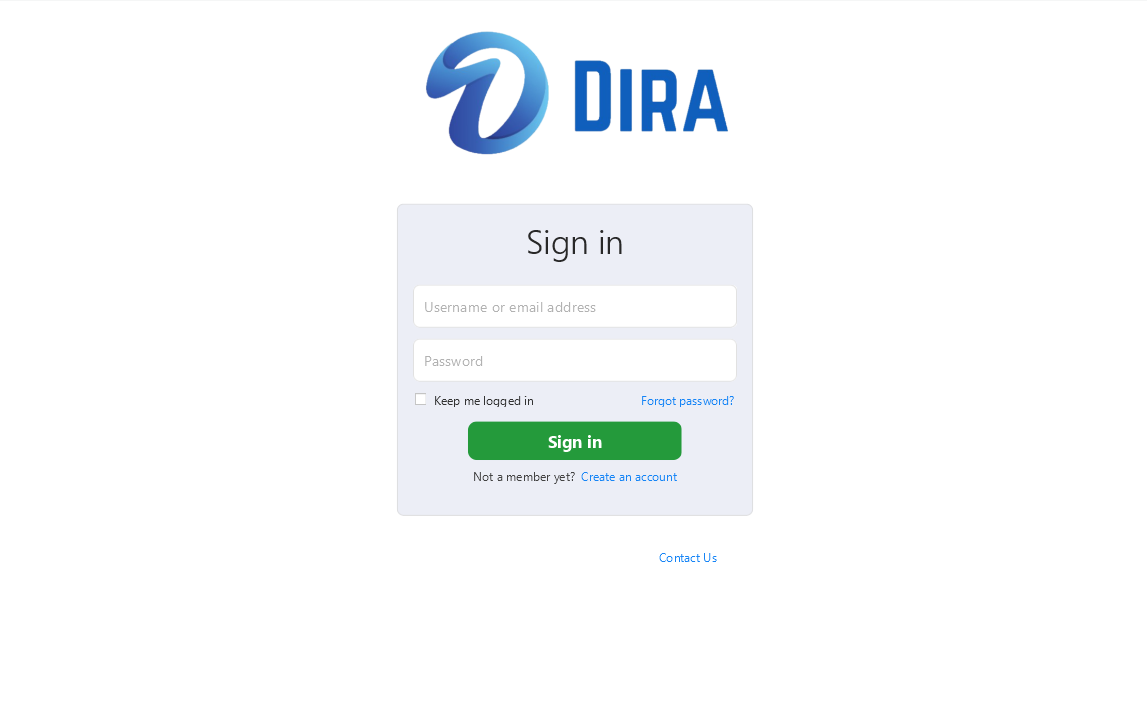 DIRA
Sign in
Username or email address
Password
Keep me logged in
Forgot password?
Sign in
Not a member yet? Create an account
Contact Us